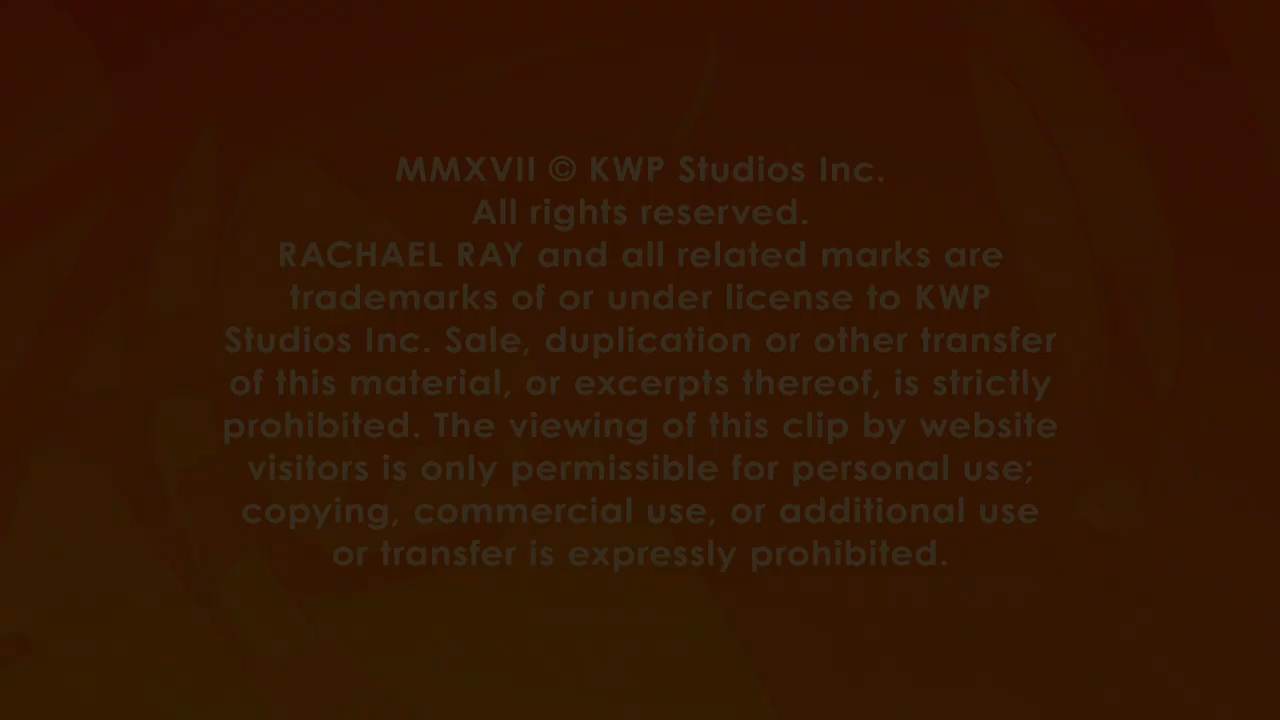 MMXVII © KWP Studios Inc.
All rights reserved.
RACHAEL RAY and all related marks are
trademarks of or under license to KWP
Studios Inc. Sale, duplication or other transfer
of this material, or excerpts thereof, is strictly
prohibited. The viewing of this clip by website
visitors is only permissible for personal use;
copying, commercial use, or additional use
or transfer is expressly prohibited.